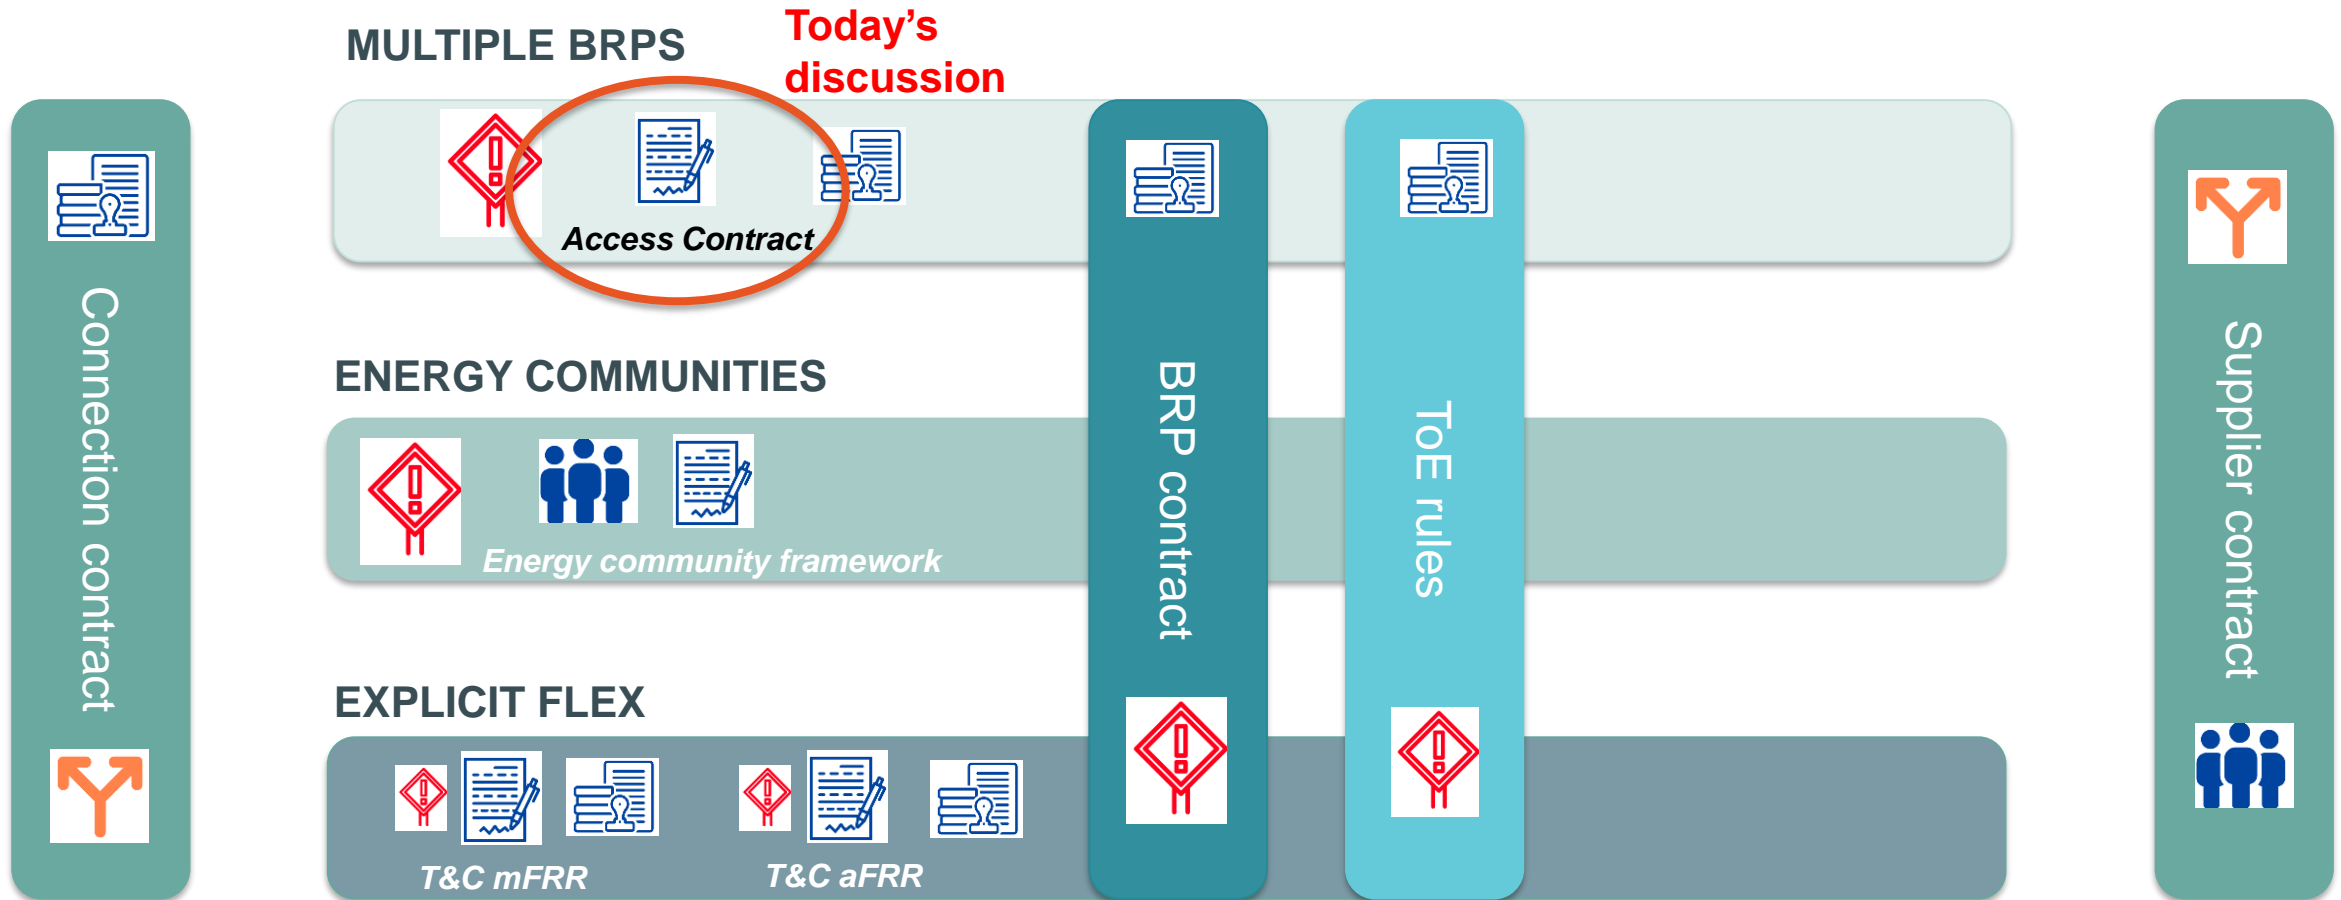 Today’s
discussion
MULTIPLE BRPS
Access Contract
Connection contract
ENERGY COMMUNITIES
Energy community framework
BRP contract
ToE rules
Supplier contract
EXPLICIT FLEX
T&C mFRR
T&C aFRR